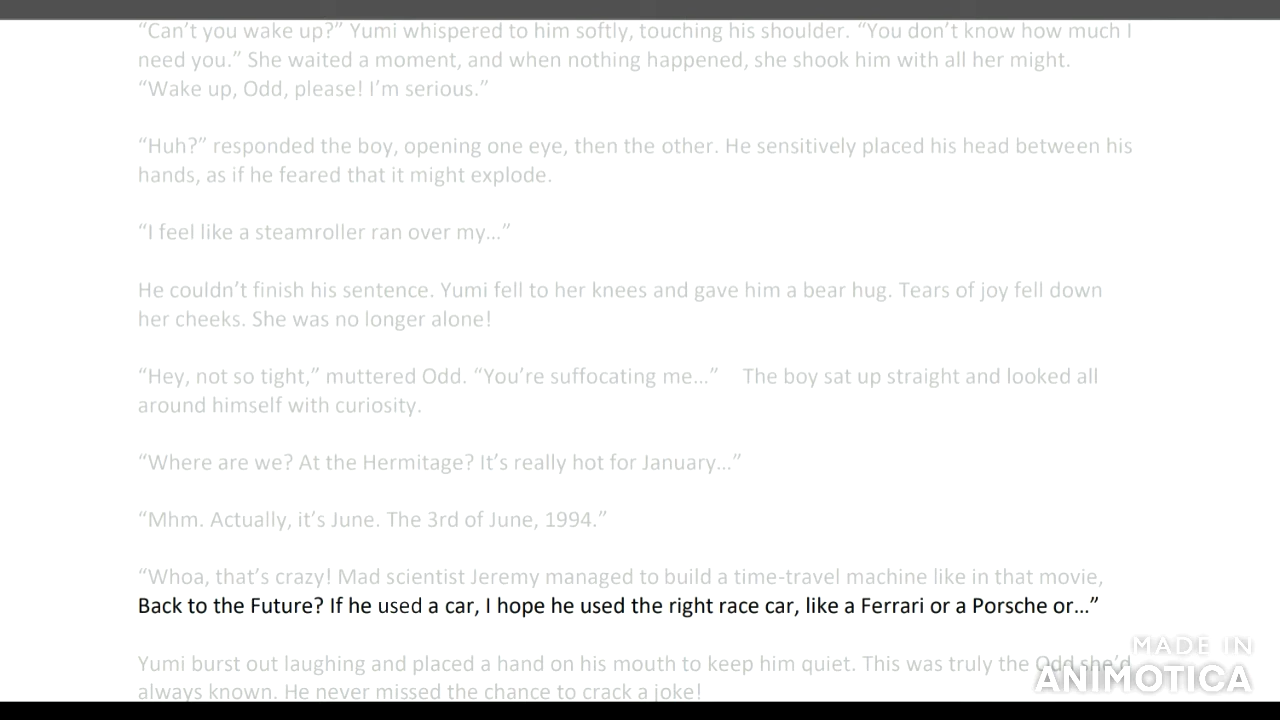 “Can’t you wake up?” Yumi whispered to him softly, touching his shoulder. “You don’t know how much I
need you.” She waited a moment, and when nothing happened, she shook him with all her might.
“Wake up, Odd, please! I’m serious.”
“Huh?” responded the boy, opening one eye, then the other. He sensitively placed his head between his
hands, as if he feared that it might explode.
“I feel like a steamroller ran over my…”
He couldn’t finish his sentence. Yumi fell to her knees and gave him a bear hug. Tears of joy fell down
her cheeks. She was no longer alone!
“Hey, not so tight,” muttered Odd. “You’re suffocating me…” The boy sat up straight and looked all
around himself with curiosity.
“Where are we? At the Hermitage? It’s really hot for January…”
“Mhm. Actually, it’s June. The 3rd of June, 1994.”
“Whoa, that’s crazy! Mad scientist Jeremy managed to build a time-travel machine like in that movie,
Back to the Future? If he used a car, I hope he used the right race car, like a Ferrari or a Porsche or…”
Yumi burst out laughing and placed a hand on his mouth to keep him quiet. This was truly the Odd she’d
always known. He never missed the chance to crack a joke!
MADE IN
ANIMOTICA